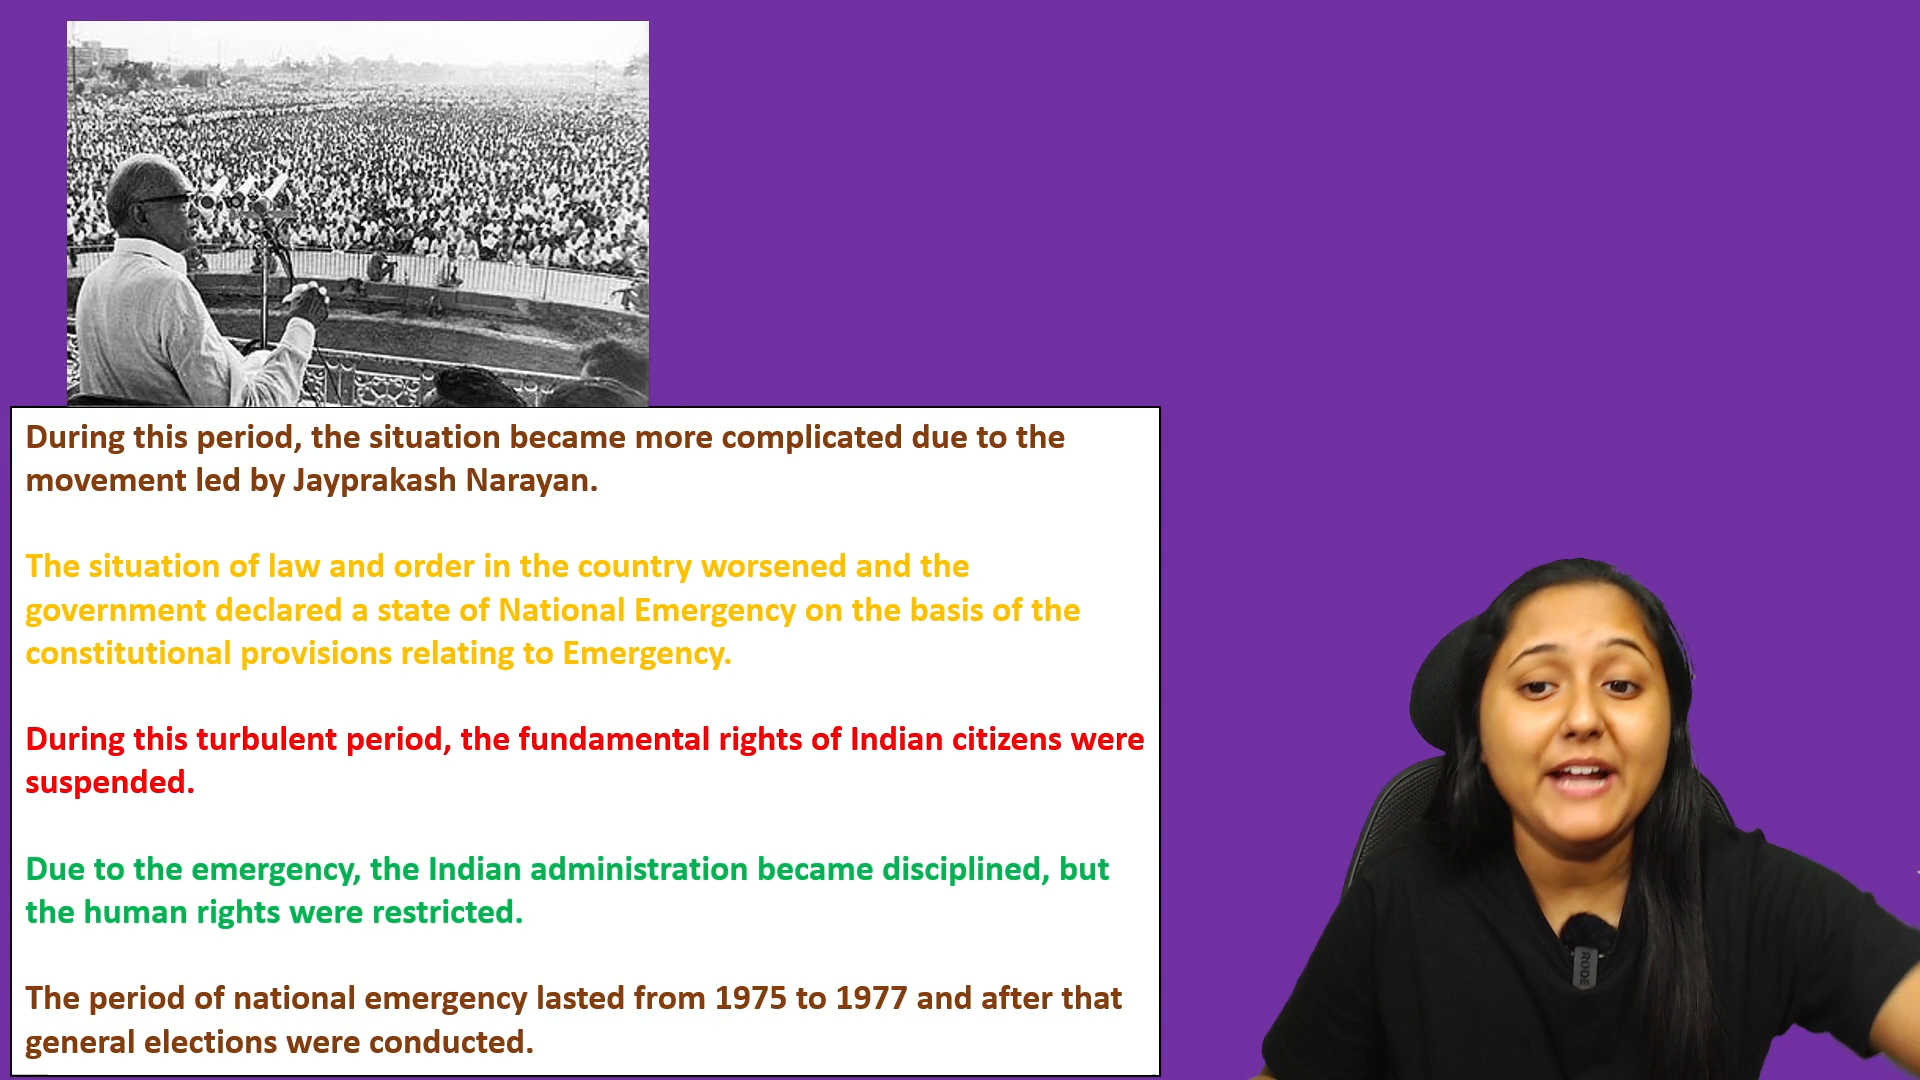 During this period, the situation became more complicated due to the
movement led by Jayprakash Narayan.
The situation of law and order in the country worsened and the
government declared a state of National Emergency on the basis of the
constitutional provisions relating to Emergency.
During this turbulent period, the fundamental rights of Indian citizens were
suspended.
Due to the emergency, the Indian administration became disciplined, but
the human rights were restricted.
The period of national emergency lasted from 1975 to 1977 and after that
general elections were conducted.
RODE